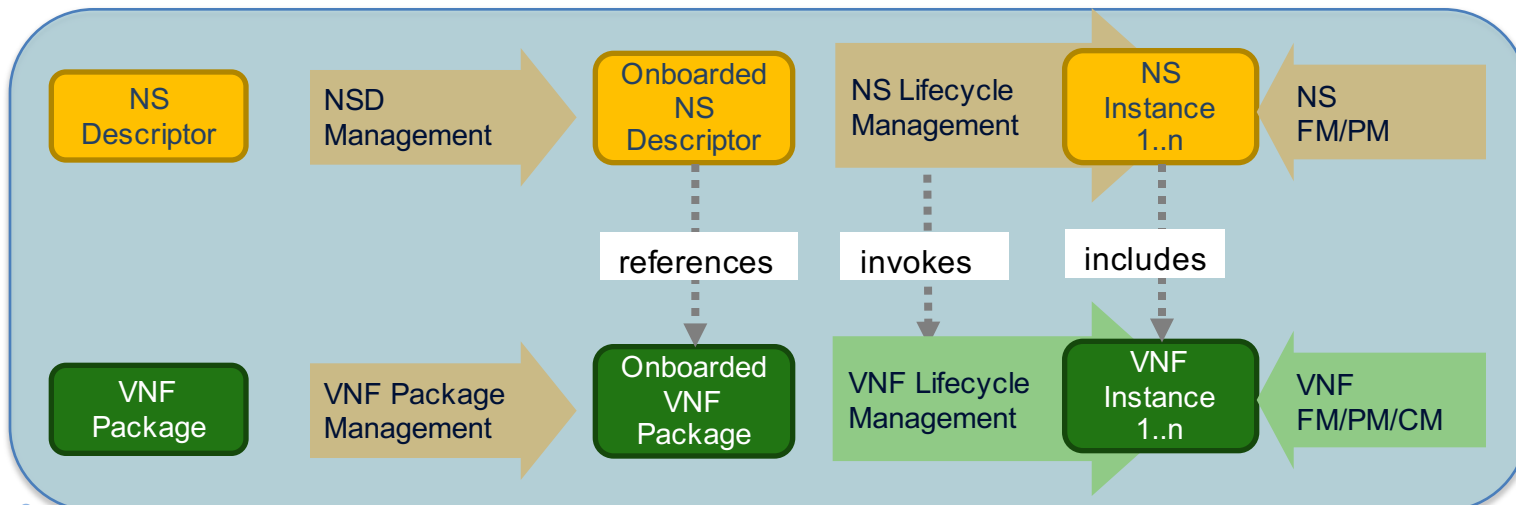 NS
Descriptor
NSD
Management
Onboarded
NS
Descriptor
NS Lifecycle
Management
NS
Instance
1..n
NS
FM/PM
references
invokes
includes
VNF
Package
VNF Package
Management
Onboarded
VNF
Package
VNF Lifecycle
Management
VNF
Instance
1..n
VNF
FM/PM/CM